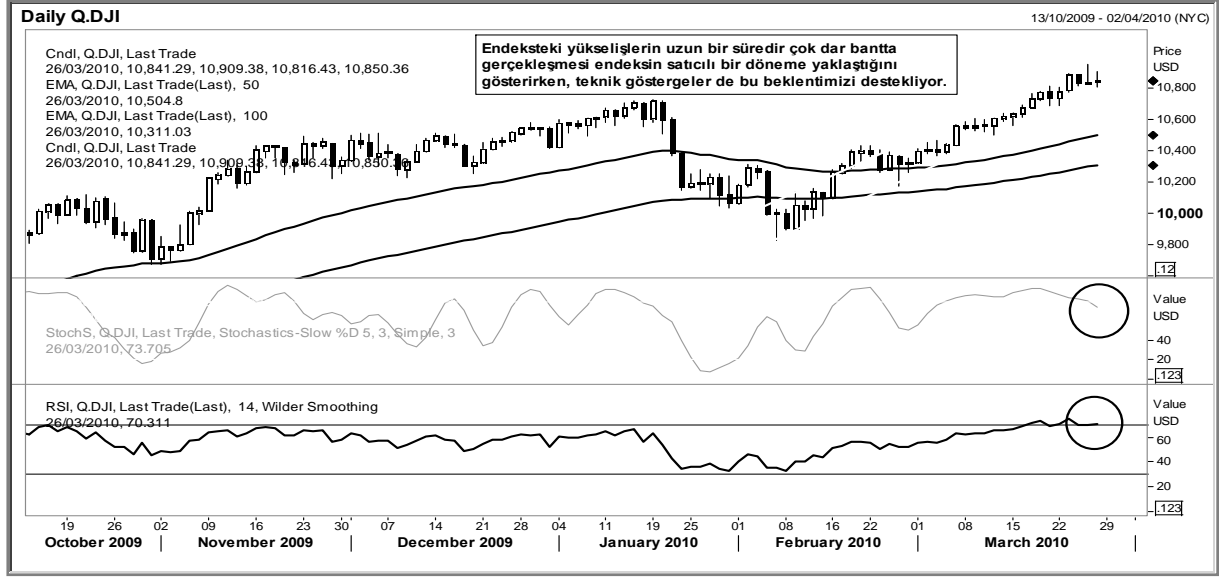 Daily Q.DJI
13/10/2009 - 02/04/2010 (NYC)
Cndl, Q.DJI, Last Trade
26/03/2010, 10,841.29, 10,909.38, 10,816.43, 10,850.36
EMA, Q.DJI, Last Trade(Last), 50
26/03/2010, 10,504.8
EMA, Q.DJI, Last Trade(Last), 100
26/03/2010, 10,311.03
Cndl, Q.DJI, Last Trade
26/03/2010, 10,841.29, 10,909.38, 10,816.43, 10,850.36
Endeksteki yükselişlerin uzun bir süredir çok dar bantta
gerçekleşmesi endeksin satıcılı bir döneme yaklaştığını
gösterirken, teknik göstergeler de bu beklentimizi destekliyor.
Price
USD
10,800
10,600
10,400
10,200
10,000
9,800
.12
StochS, Q.DJI, Last Trade, Stochastics-Slow %D 5, 3, Simple, 3
26/03/2010, 73.705
Value
USD
40
20
.123
RSI, Q.DJI, Last Trade(Last), 14, Wilder Smoothing
26/03/2010, 70.311
Value
USD
60
40
20
.123
19 26 02 09 16 23 30 07 14 21 28 04 11 19 25 01 08 16 22 01 08 15 22 29
October 2009 November 2009 December 2009 January 2010 February 2010 March 2010